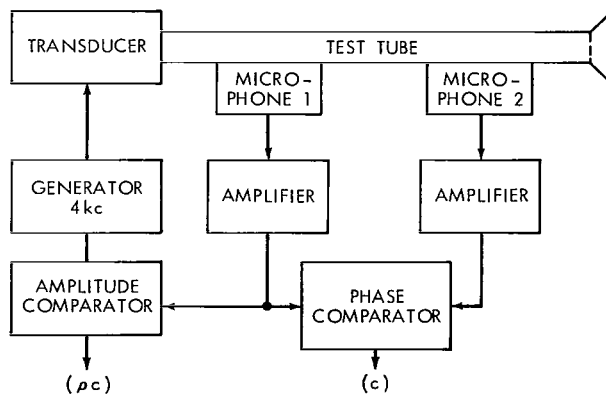 TRANSDUCER
TEST TUBE
MICRO-
PHONE 1
MICRO-
PHONE 2
GENERATOR
4kc
AMPLIFIER
AMPLIFIER
AMPLITUDE
COMPARATOR
PHASE
COMPARATOR
(ρc)
(c)